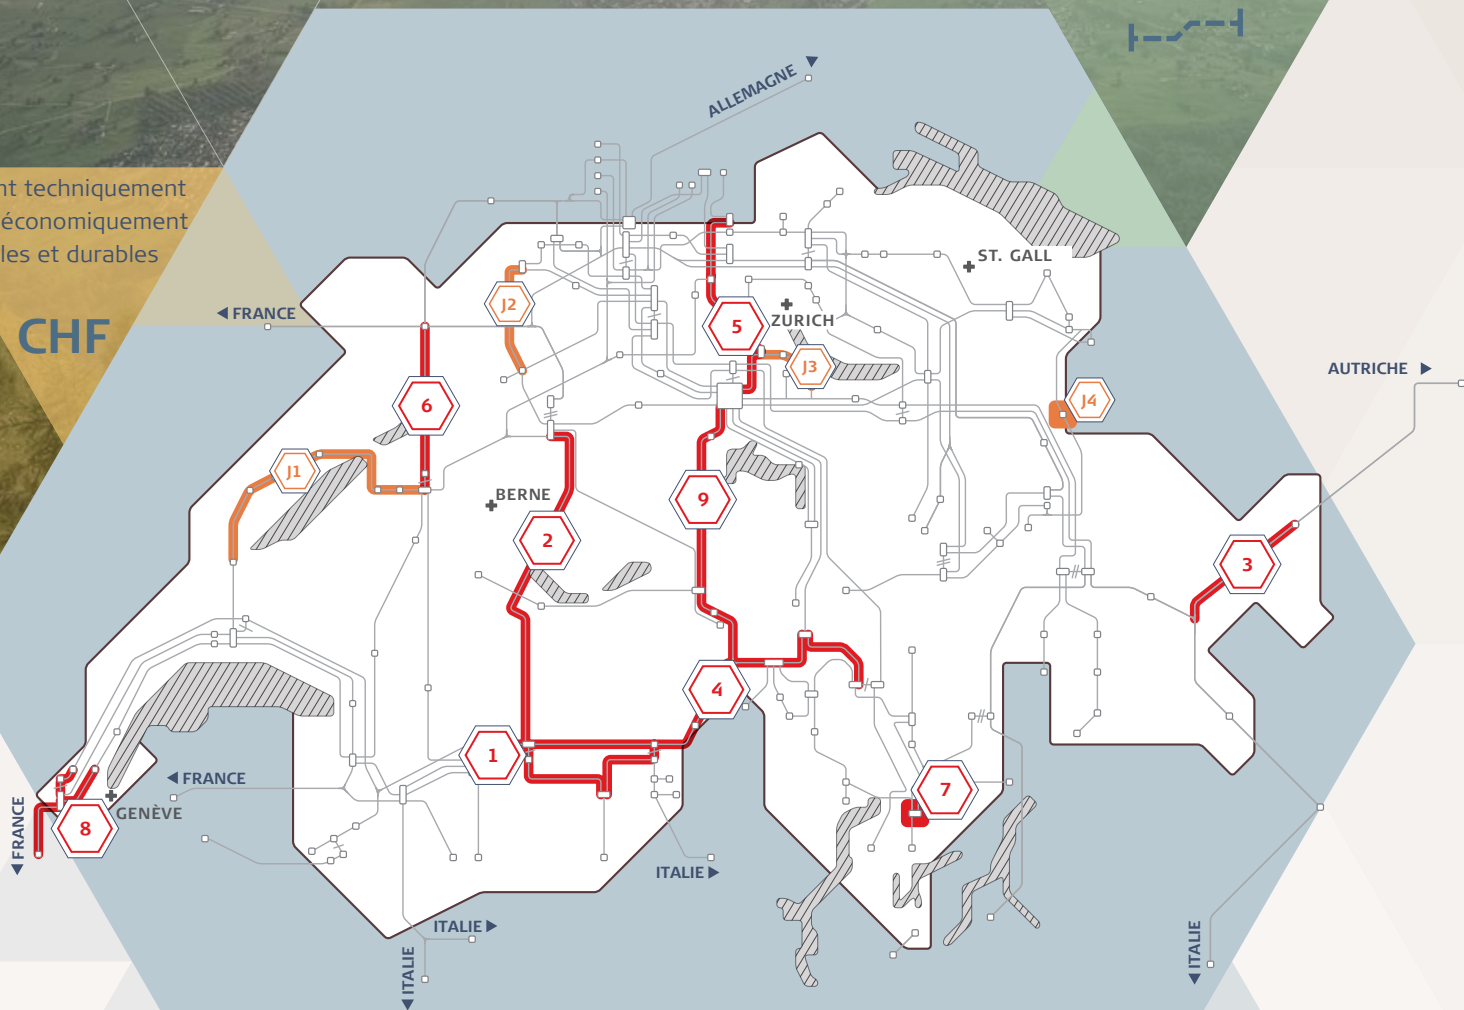 ALLEMAGNE
nt techniquement
économiquement
les et durables
CHF
ST. GALL
J2
FRANCE
5
ZURICH
J3
AUTRICHE
6
J4
J1
BERNE
9
2
3
4
1
FRANCE
7
GENÈVE
8
FRANCE
ITALIE
ITALIE
ITALIE
ITALIE